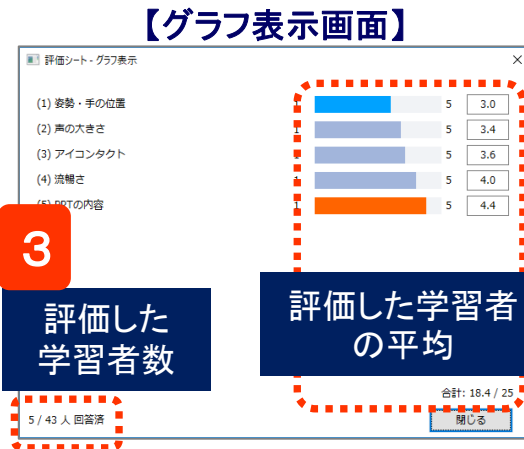 【グラフ表示画面】
評価シート - グラフ表示
(1) 姿勢・手の位置 1 5 3.0
(2) 声の大きさ 1 5 3.4
(3) アイコンタクト 1 5 3.6
(4) 流暢さ 1 5 4.0
(5) PPTの内容 1 5 4.4
3
評価した
学習者数
評価した学習者
の平均
合計: 18.4 / 25
5 / 43 人 回答済
閉じる